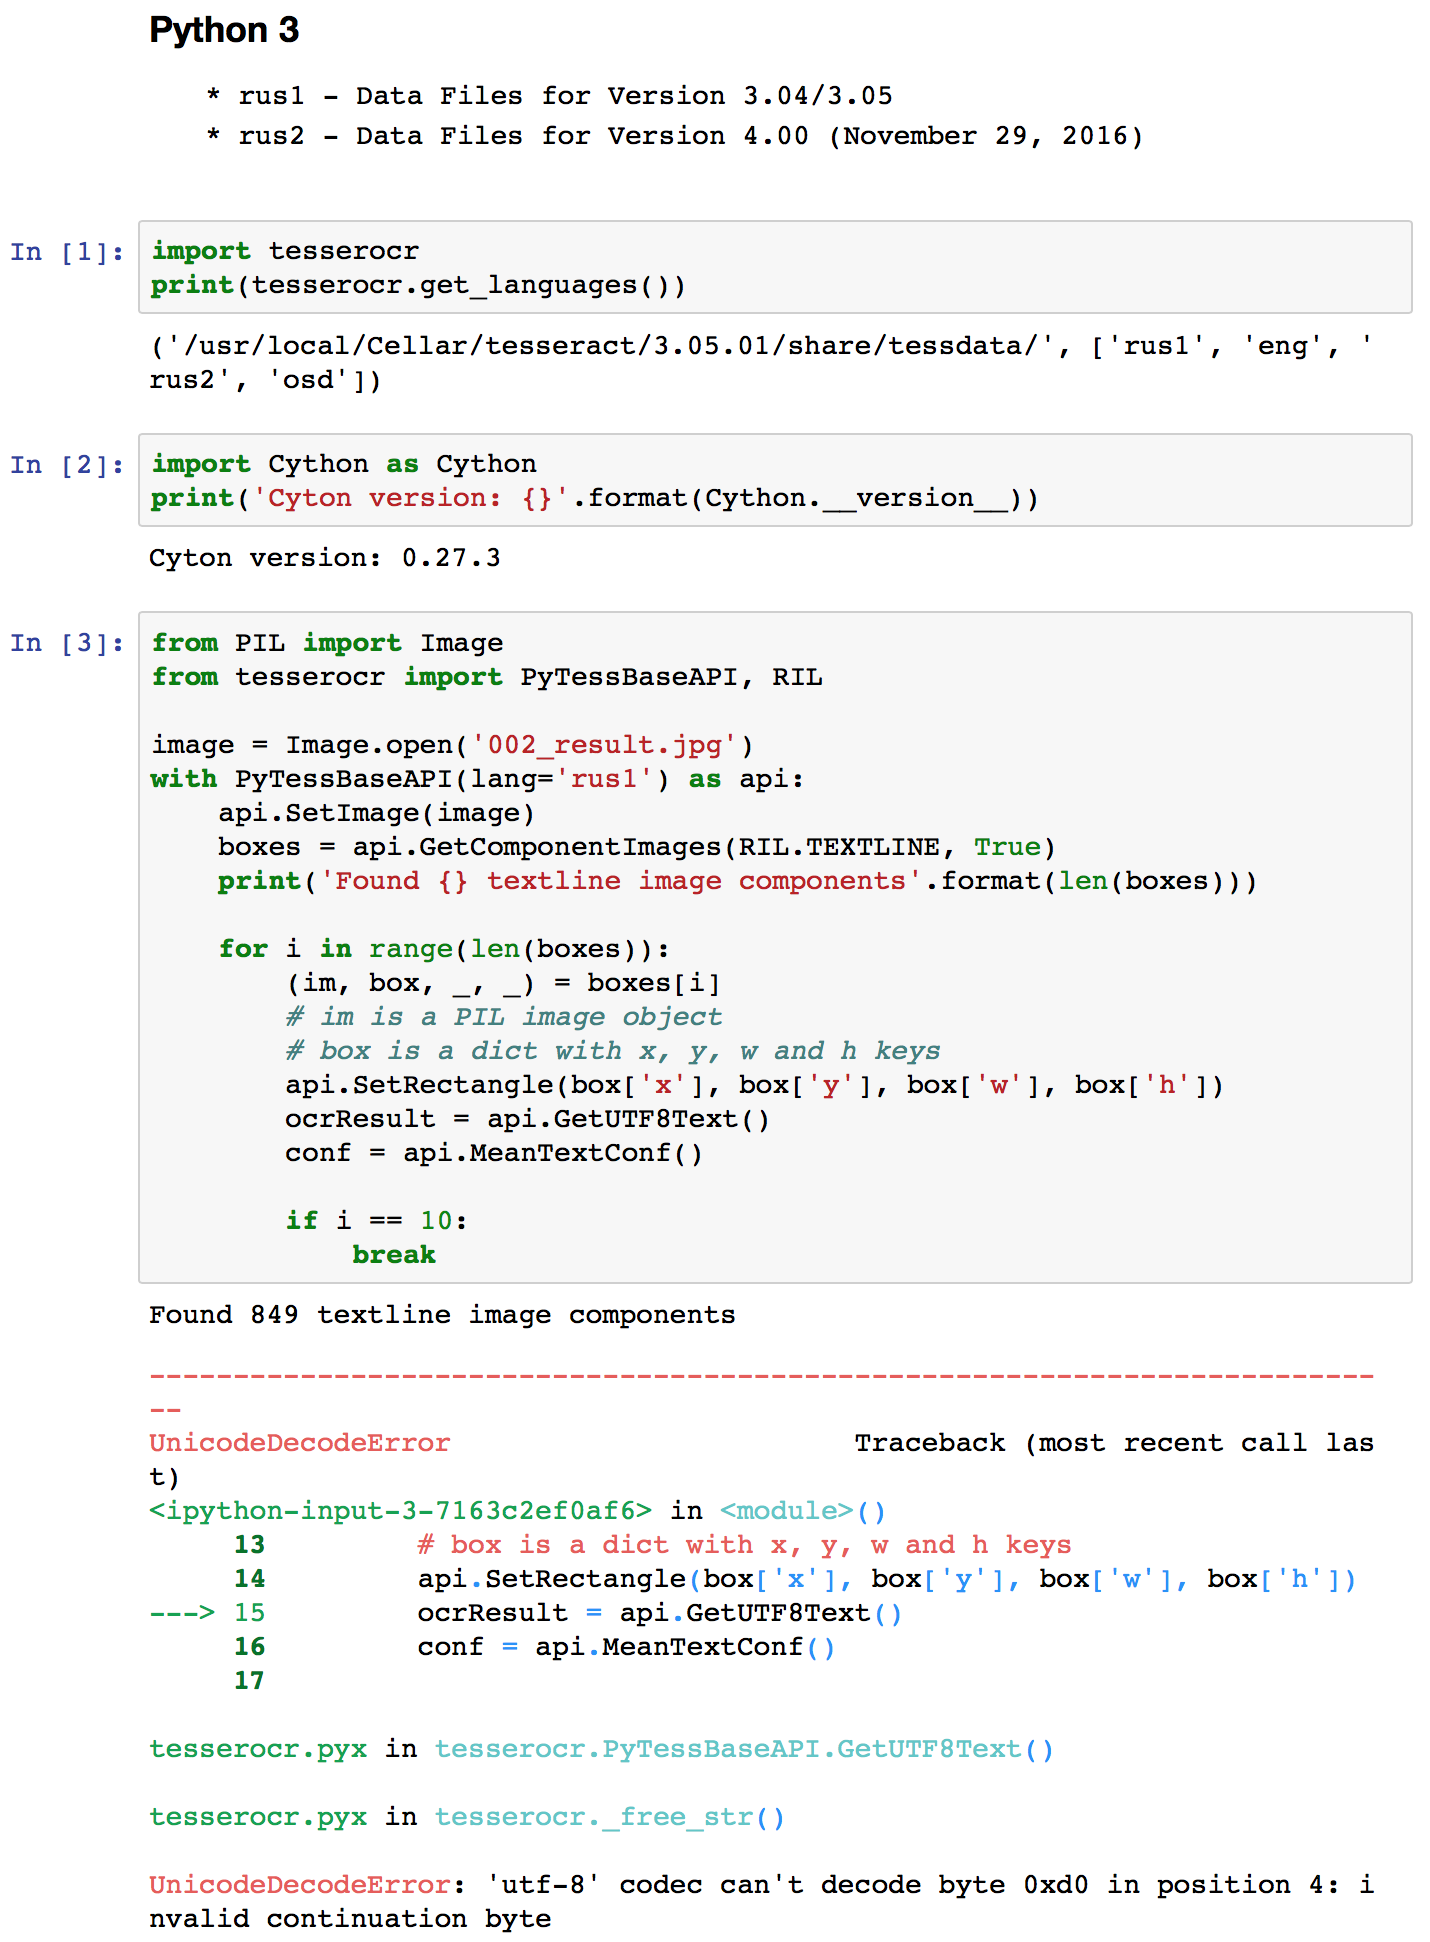 Python 3
* rus1 - Data Files for Version 3.04/3.05
* rus2 - Data Files for Version 4.00 (November 29, 2016)
In [1]:
import tesserocr
print(tesserocr.get_languages())
('/usr/local/Cellar/tesseract/3.05.01/share/tessdata/', ['rus1', 'eng', '
rus2', 'osd'])
In [2]:
import Cython as Cython
print('Cyton version: {}'.format(Cython.__version__))
Cyton version: 0.27.3
In [3]:
from PIL import Image
from tesserocr import PyTessBaseAPI, RIL
image = Image.open('002_result.jpg')
with PyTessBaseAPI(lang='rus1') as api:
    api.SetImage(image)
    boxes = api.GetComponentImages(RIL.TEXTLINE, True)
    print('Found {} textline image components'.format(len(boxes)))
    for i in range(len(boxes)):
        (im, box, _, _) = boxes[i]
        # im is a PIL image object
        # box is a dict with x, y, w and h keys
        api.SetRectangle(box['x'], box['y'], box['w'], box['h'])
        ocrResult = api.GetUTF8Text()
        conf = api.MeanTextConf()
        if i == 10:
            break
Found 849 textline image components
-------------------------------------------------------------------------
--
UnicodeDecodeError                        Traceback (most recent call las
t)
<ipython-input-3-7163c2ef0af6> in <module>()
     13         # box is a dict with x, y, w and h keys
     14         api.SetRectangle(box['x'], box['y'], box['w'], box['h'])
---> 15         ocrResult = api.GetUTF8Text()
     16         conf = api.MeanTextConf()
     17
tesserocr.pyx in tesserocr.PyTessBaseAPI.GetUTF8Text()
tesserocr.pyx in tesserocr._free_str()
UnicodeDecodeError: 'utf-8' codec can't decode byte 0xd0 in position 4: i
nvalid continuation byte